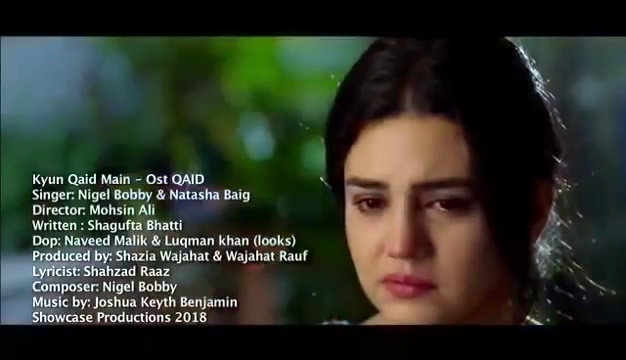 Kyun Qaid Main - Ost QAID
Singer: Nigel Bobby & Natasha Baig
Director: Mohsin Ali
Written : Shagufta Bhatti
Dop: Naveed Malik & Luqman khan (looks)
Produced by: Shazia Wajahat & Wajahat Rauf
Lyricist: Shahzad Raaz
Composer: Nigel Bobby
Music by: Joshua Keyth Benjamin
Showcase Productions 2018